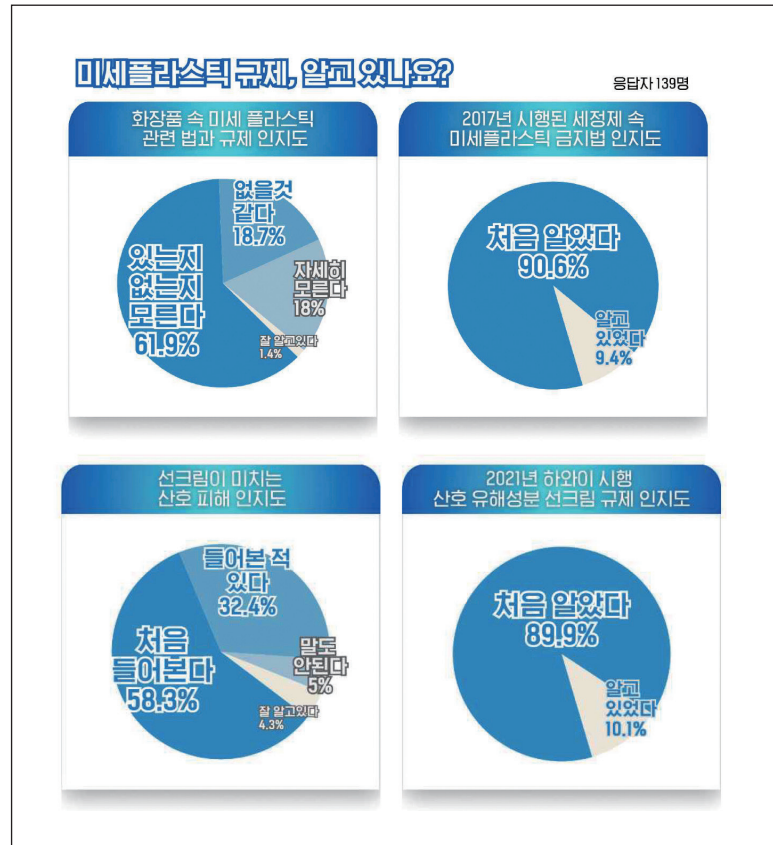 미세플라스틱 규제, 알고 있나요?
응답자 139명
화장품 속 미세 플라스틱
관련 법과 규제 인지도
없을것
같다
18.7%
있는지
없는지
모른다
61.9%
자세히
모른다
18%
잘 알고있다
1.4%
2017년 시행된 세정제 속
미세플라스틱 금지법 인지도
처음 알았다
90.6%
알고
있었다
9.4%
선크림이 미치는
산호 피해 인지도
들어본 적
있다
32.4%
처음
들어본다
58.3%
말도
안된다
5%
잘 알고있다
4.3%
2021년 하와이 시행
산호 유해성분 선크림 규제 인지도
처음 알았다
89.9%
알고
있었다
10.1%